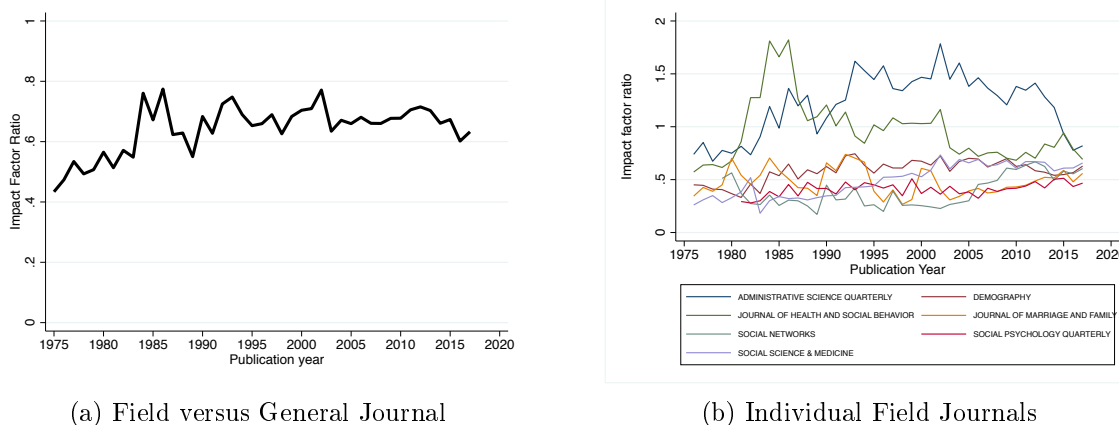 1
.8
.6
.4
.2
0
Impact Factor Ratio
1975 1980 1985 1990 1995 2000 2005 2010 2015 2020
Publication year
(a) Field versus General Journal
2
1.5
1
.5
0
Impact factor ratio
1975 1980 1985 1990 1995 2000 2005 2010 2015 202
Publication Year
ADMINISTRATIVE SCIENCE QUARTERLY DEMOGRAPHY
JOURNAL OF HEALTH AND SOCIAL BEHAVIOR JOURNAL OF MARRIAGE AND FAMILY
SOCIAL NETWORKS SOCIAL PSYCHOLOGY QUARTERLY
SOCIAL SCIENCE & MEDICINE
(b) Individual Field Journals